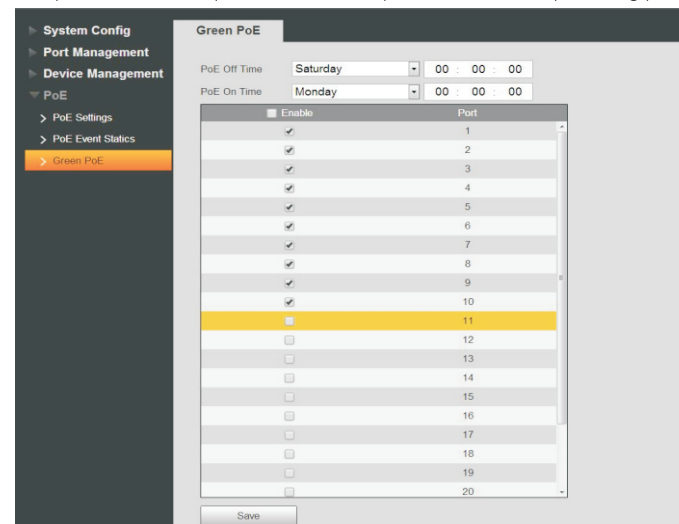 System Config
Port Management
Device Management
PoE
PoE Settings
PoE Event Statics
Green PoE
Green PoE
PoE Off Time Saturday 00 : 00 : 00
PoE On Time Monday 00 : 00 : 00
Enable Port
1
2
3
4
5
6
7
8
9
10
11
12
13
14
15
16
17
18
19
20
Save